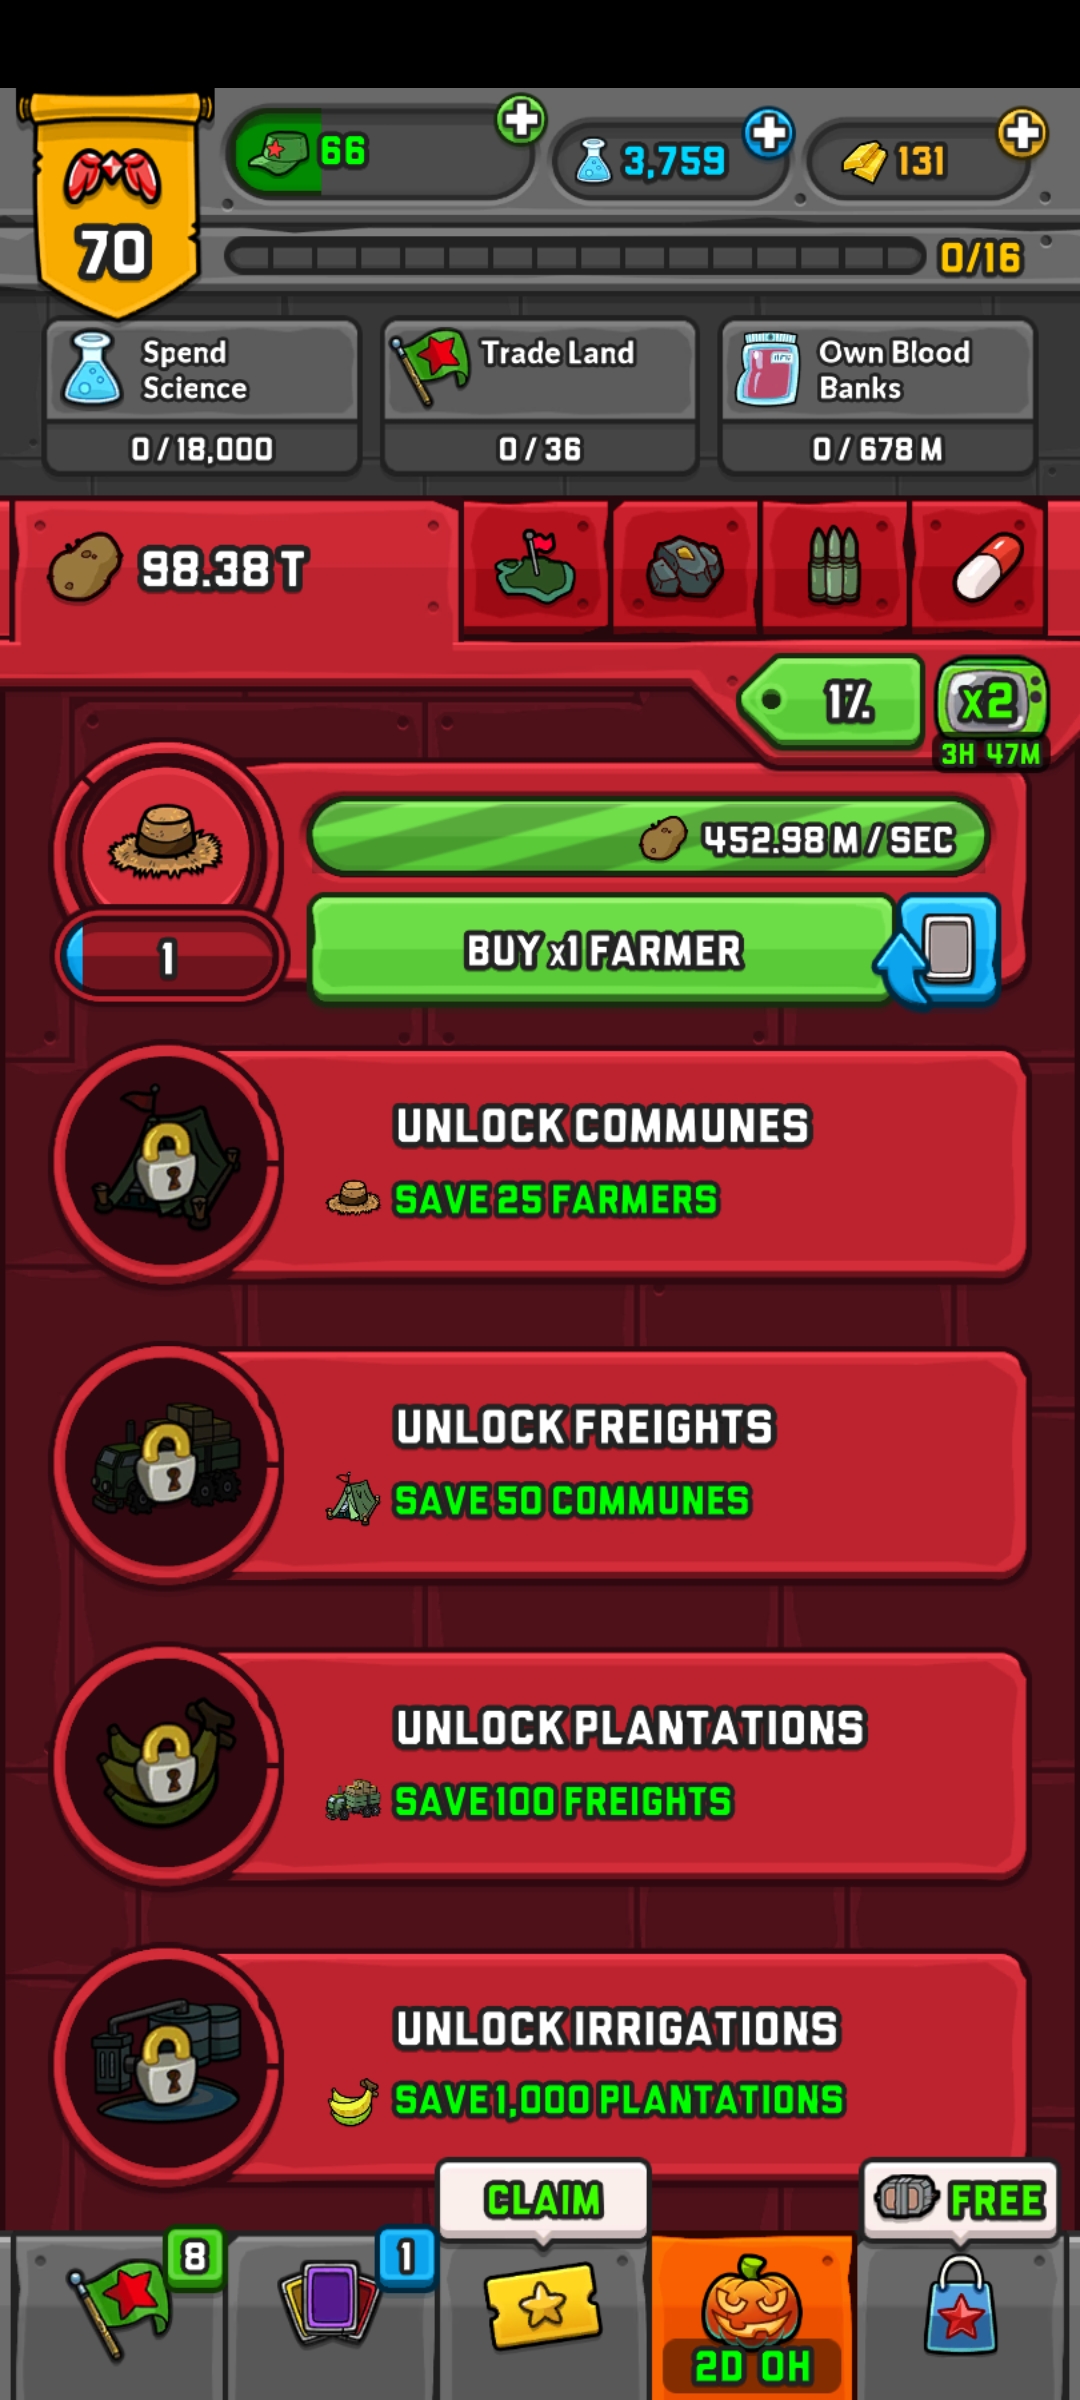 70
66
3,759
131
0/16
Spend
Science
0 / 18,000
Trade Land
0 / 36
Own Blood
Banks
0 / 678 M
98.38 T
1%
x2
3H 47M
452.98 M / SEC
1
BUY x1 FARMER
UNLOCK COMMUNES
SAVE 25 FARMERS
UNLOCK FREIGHTS
SAVE 50 COMMUNES
UNLOCK PLANTATIONS
SAVE 100 FREIGHTS
UNLOCK IRRIGATIONS
SAVE 1,000 PLANTATIONS
CLAIM
FREE
8
1
2D 0H